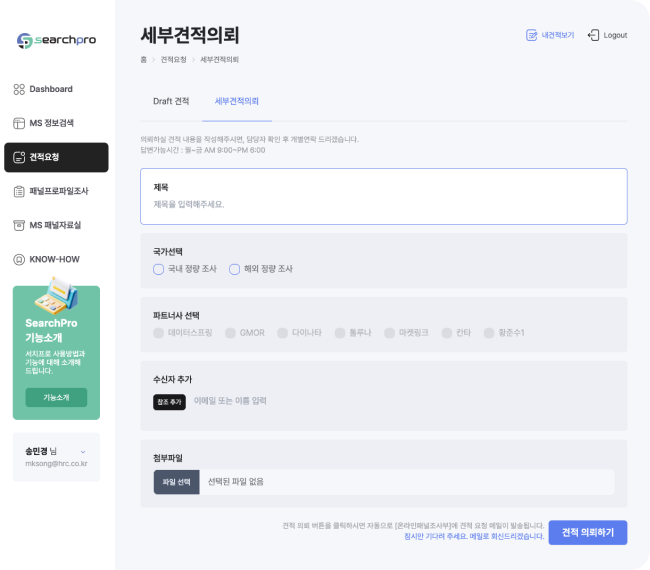 searchpro
Dashboard
MS 정보검색
견적요청
패널프로파일조사
MS 패널자료실
KNOW-HOW
SearchPro
기능소개
서치프로 사용방법과
기능에 대해 소개해
드립니다.
기능소개
송민경 님
mksong@hrc.co.kr
세부견적의뢰
내견적보기
Logout
홈 > 견적요청 > 세부견적의뢰
Draft 견적 세부견적의뢰
의뢰하실 견적 내용을 작성해주시면, 담당자 확인 후 개별연락 드리겠습니다.
답변가능시간 : 월~금 AM 9:00~PM 6:00
제목
제목을 입력해주세요.
국가선택
국내 정량 조사 해외 정량 조사
파트너사 선택
데이터스프링 GMOR 다이나타 톨루나 마켓링크 칸타 황준수1
수신자 추가
참조 추가 이메일 또는 이름 입력
첨부파일
파일 선택 선택된 파일 없음
견적 의뢰 버튼을 클릭하시면 자동으로 [온라인패널조사부]에 견적 요청 메일이 발송됩니다.
잠시만 기다려 주세요. 메일로 회신드리겠습니다.
견적 의뢰하기